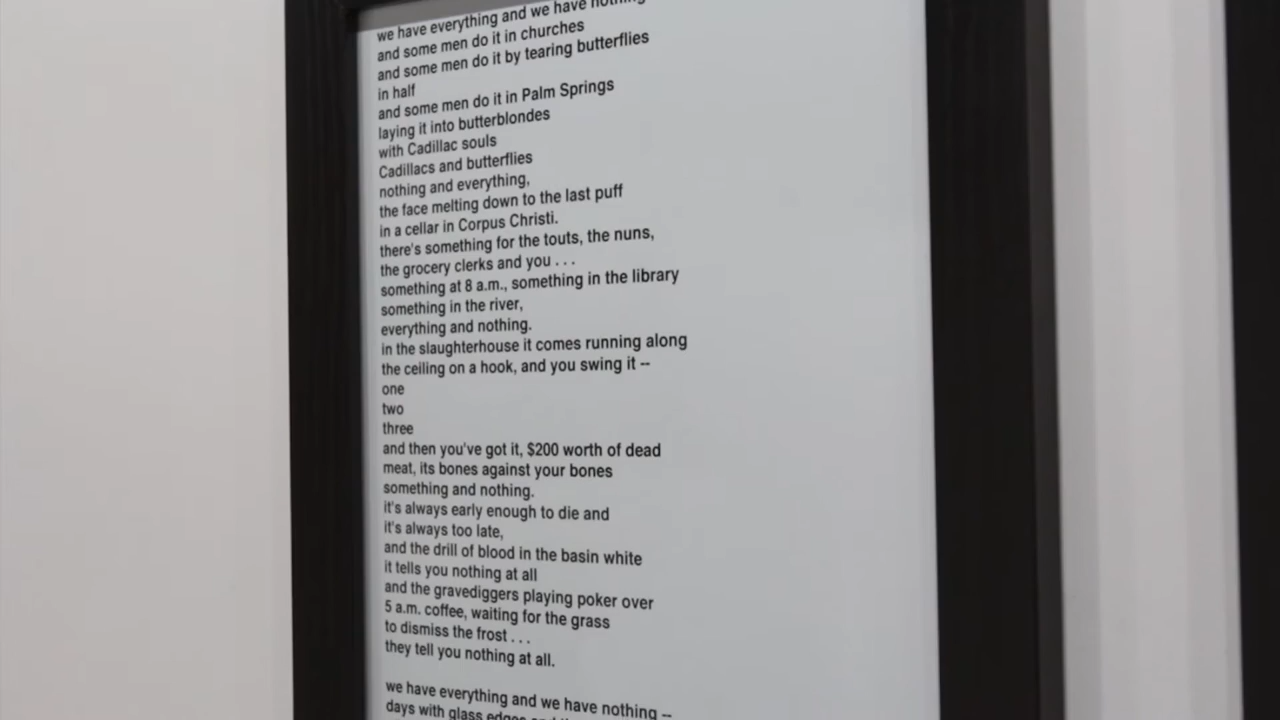 we have everything and we have nothing
and some men do it in churches
and some men do it by tearing butterflies
in half
and some men do it in Palm Springs
laying it into butterblondes
with Cadillac souls
Cadillacs and butterflies
nothing and everything,
the face melting down to the last puff
in a cellar in Corpus Christi.
there's something for the touts, the nuns,
the grocery clerks and you . . .
something at 8 a.m., something in the library
something in the river,
everything and nothing.
in the slaughterhouse it comes running along
the ceiling on a hook, and you swing it --
one
two
three
and then you've got it, $200 worth of dead
meat, its bones against your bones
something and nothing.
it's always early enough to die and
it's always too late,
and the drill of blood in the basin white
it tells you nothing at all
and the gravediggers playing poker over
5 a.m. coffee, waiting for the grass
to dismiss the frost . . .
they tell you nothing at all.
we have everything and we have nothing --
days with glass edges and